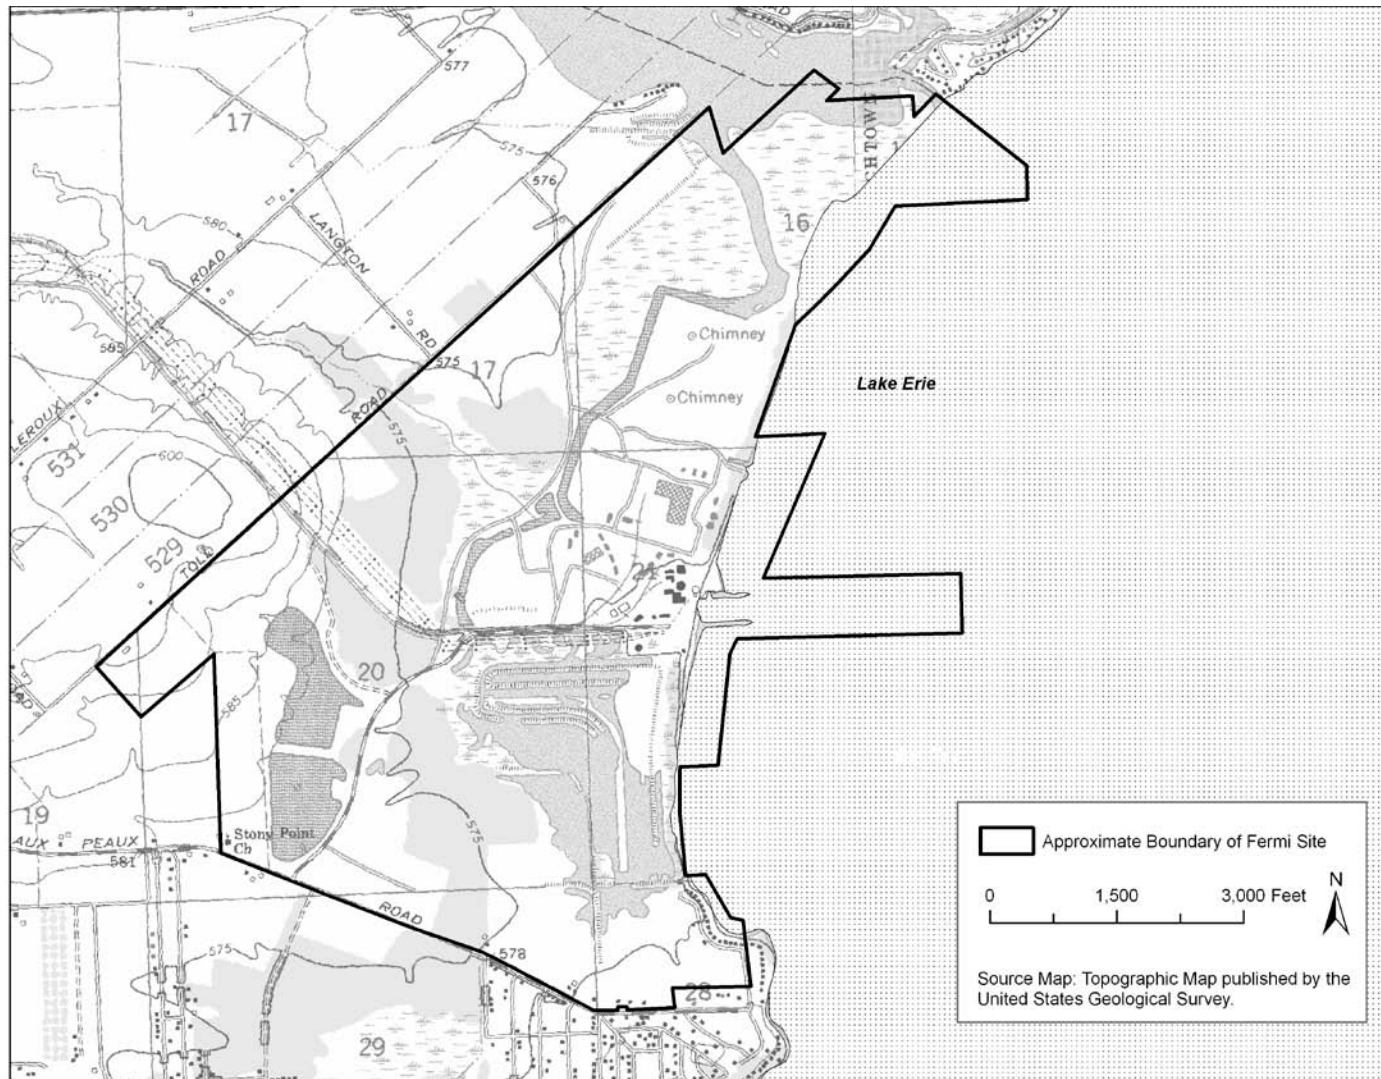 577
17
575
576
HTOWN
16
580
LANGTON
ROAD
RD
Chimney
585
575
17
Lake Erie
ROAD
Chimney
LEROUX
575
531
600
530
529
TOLL
21
20
585
19
Stony Point
Ch
575
AUX PEAUX
581
ROAD
575
578
28
29
Approximate Boundary of Fermi Site
0 1,500 3,000 Feet
N
Source Map: Topographic Map published by the
United States Geological Survey.